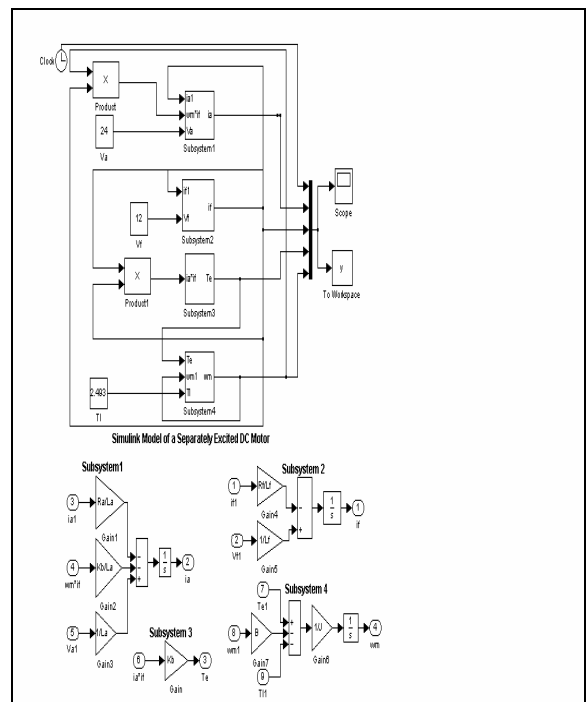 Clock
X
Product
24
Va
ia1
wm*if
Va
ia
Subsystem1
if1
Vf
if
Subsystem2
12
Vf
X
Product1
ia*if
Te
Subsystem3
Te
wm1
Tl
wm
Subsystem4
2.493
Tl
Scope
y
To Workspace
Simulink Model of a Separately Excited DC Motor
Subsystem1
3
ia1
Ra/La
Gain1
4
wm*if
Kb/La
Gain2
5
Va1
1/La
Gain3
1
s
2
ia
Subsystem 2
1
if1
Rf/Lf
Gain4
2
Vf1
1/Lf
Gain5
1
s
1
if
Subsystem 3
6
ia*if
Kb
Gain
3
Te
Subsystem 4
7
Te1
8
wm1
B
Gain7
9
Tl1
1/J
Gain6
1
s
4
wm